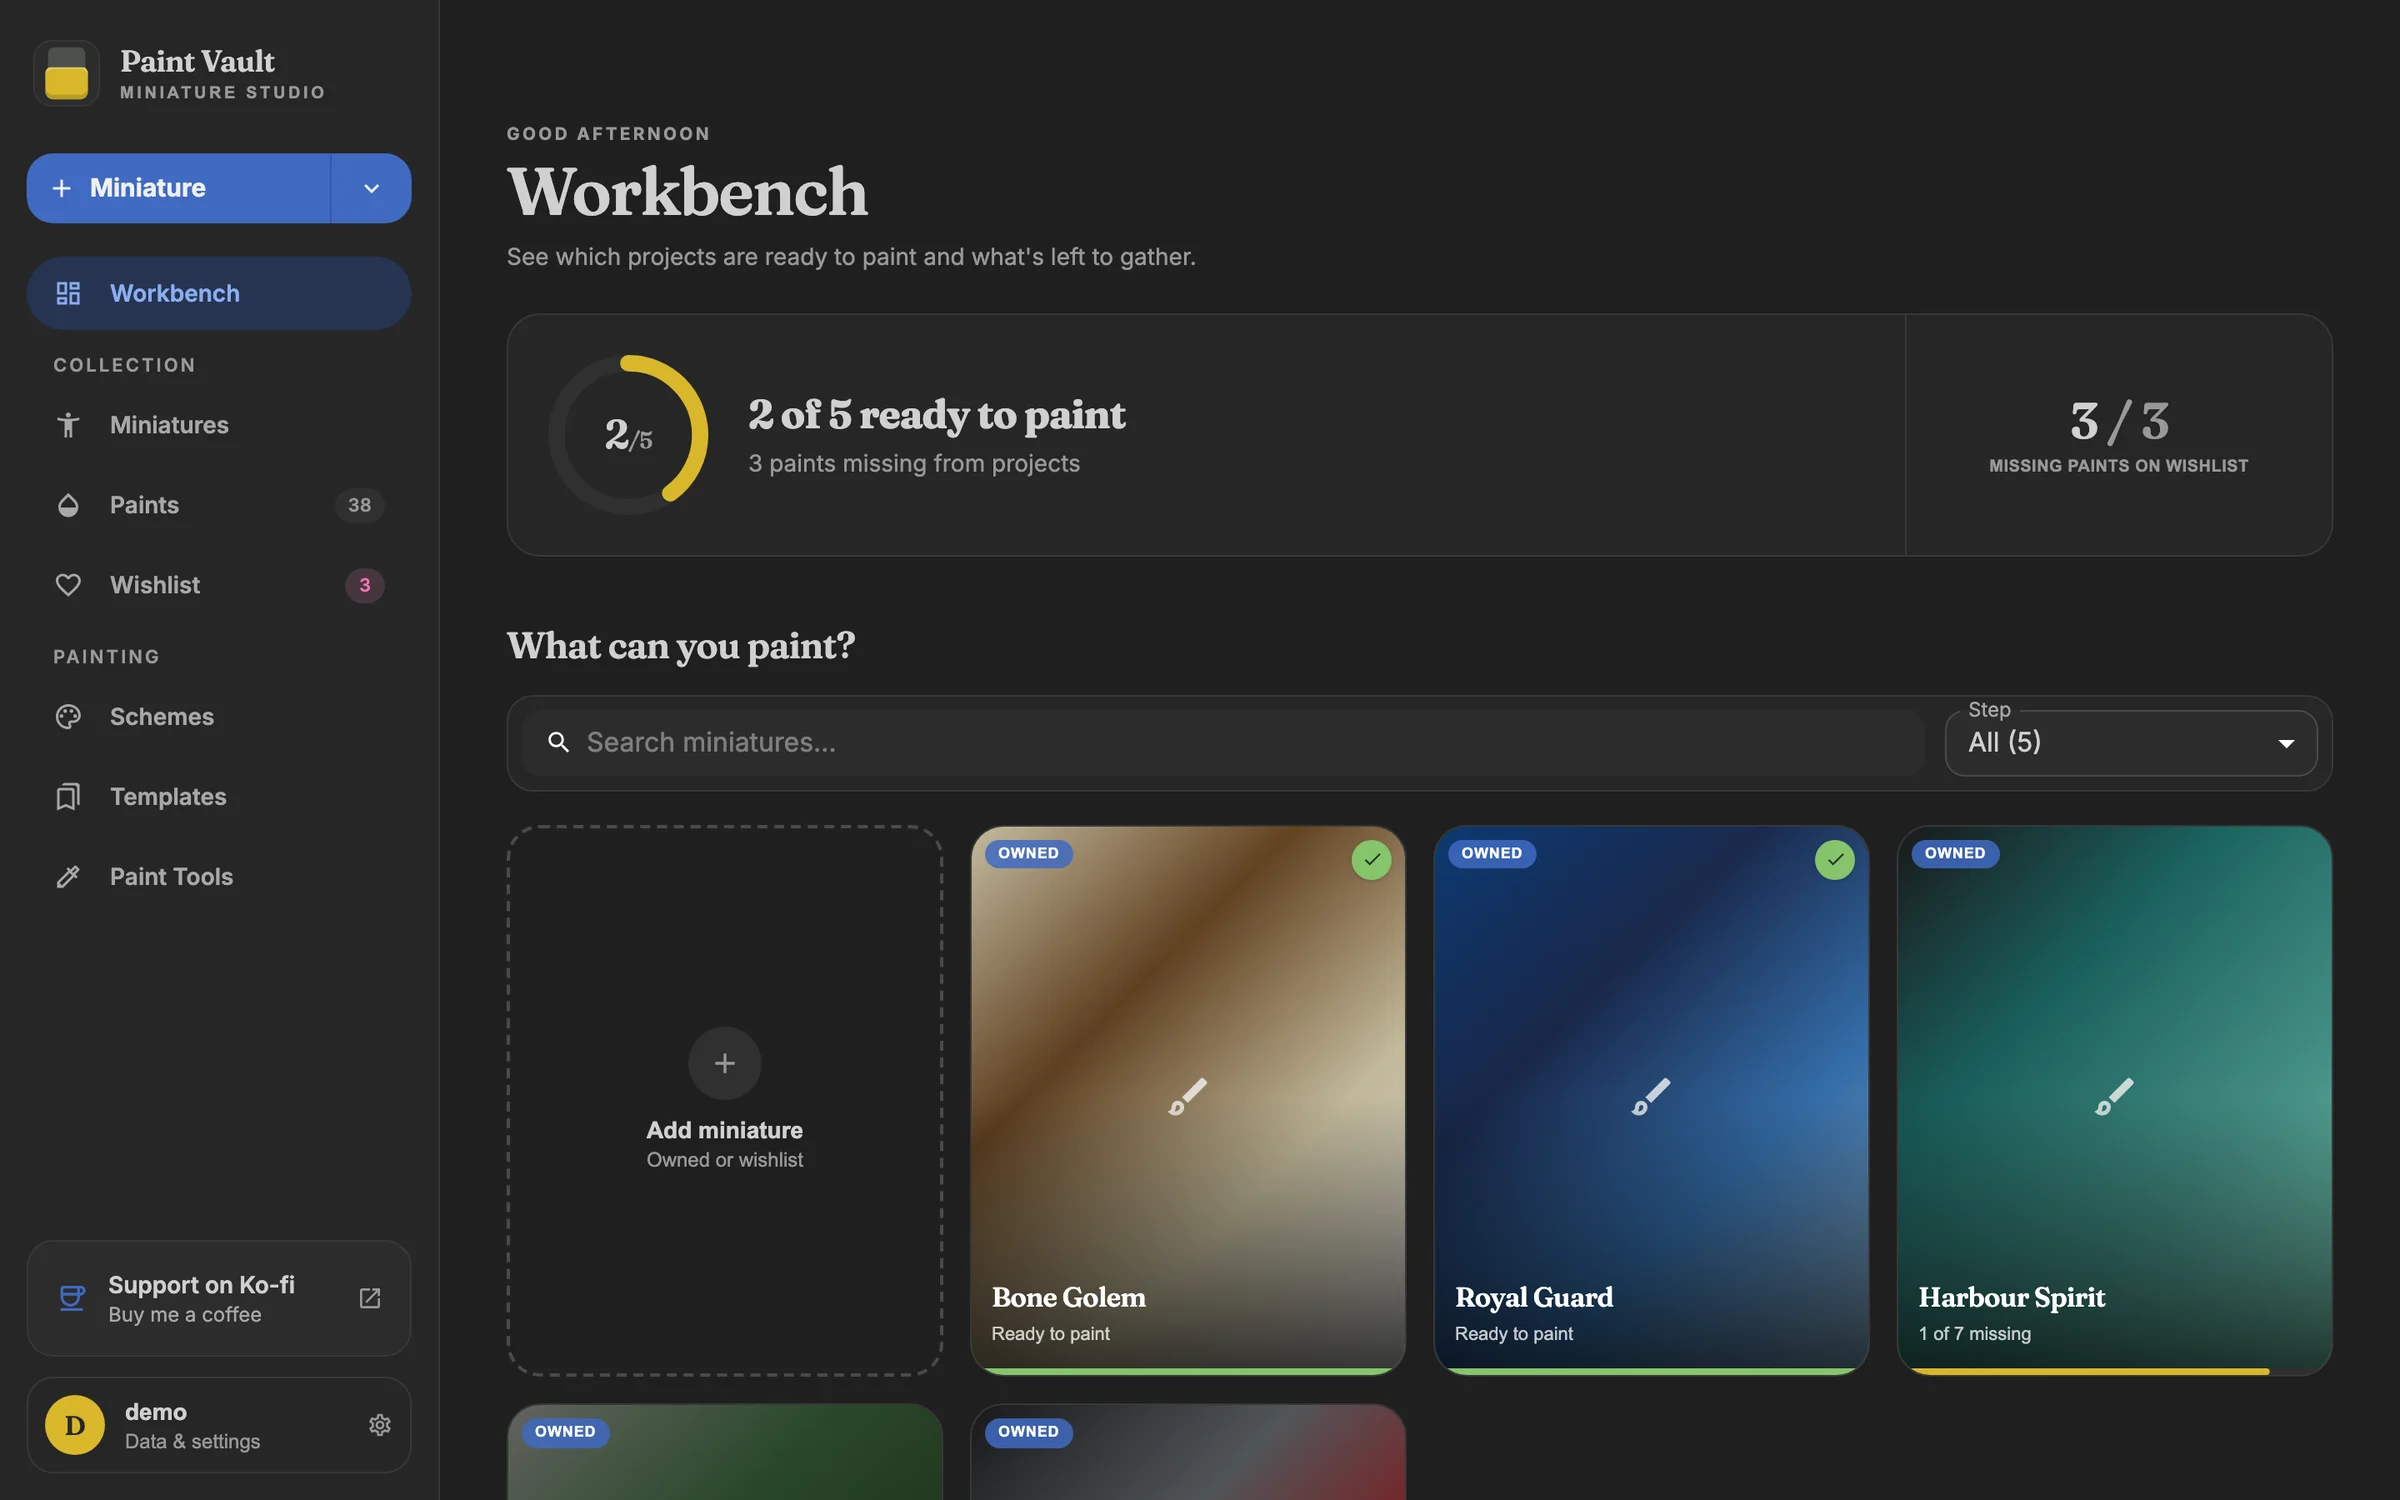 Paint Vault
MINIATURE STUDIO
Miniature
Workbench
COLLECTION
Miniatures
Paints 38
Wishlist 3
PAINTING
Schemes
Templates
Paint Tools
Support on Ko-fi
Buy me a coffee
D
demo
Data & settings
GOOD AFTERNOON
Workbench
See which projects are ready to paint and what's left to gather.
2/5
2 of 5 ready to paint
3 paints missing from projects
3 / 3
MISSING PAINTS ON WISHLIST
What can you paint?
Search miniatures...
Step
All (5)
Add miniature
Owned or wishlist
OWNED
Bone Golem
Ready to paint
OWNED
Royal Guard
Ready to paint
OWNED
Harbour Spirit
1 of 7 missing
OWNED
OWNED